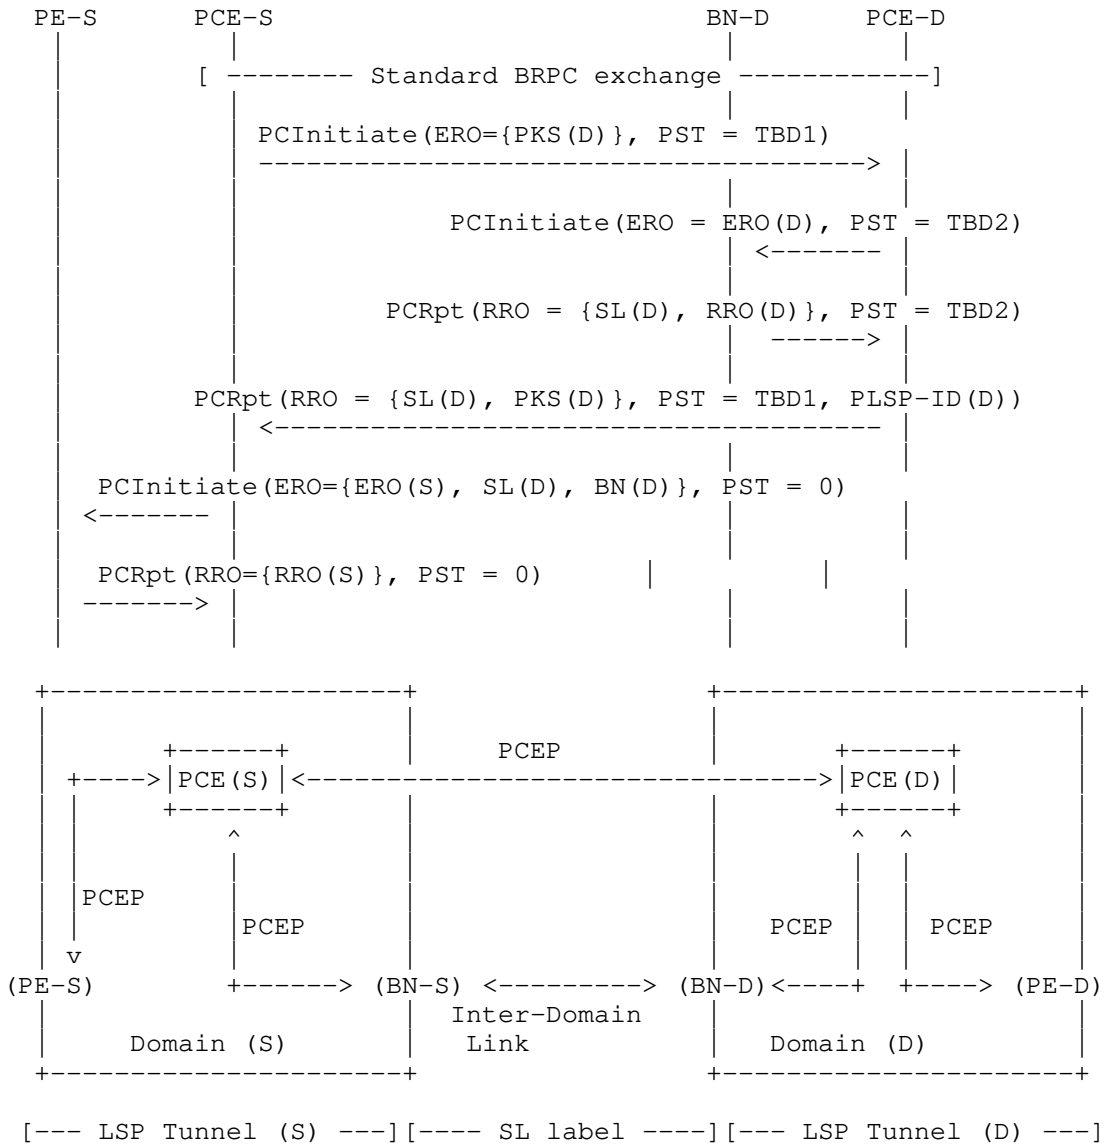 PE-S PCE-S BN-D PCE-D
[ -------- Standard BRPC exchange ------------]
PCInitiate(ERO={PKS(D)}, PST = TBD1)
PCInitiate(ERO = ERO(D), PST = TBD2)
PCRpt(RRO = {SL(D), RRO(D)}, PST = TBD2)
PCRpt(RRO = {SL(D), PKS(D)}, PST = TBD1, PLSP-ID(D))
PCInitiate(ERO={ERO(S), SL(D), BN(D)}, PST = 0)
PCRpt(RRO={RRO(S)}, PST = 0)
PCEP
PCE(S) PCE(D)
PCEP
PCEP PCEP PCEP
(PE-S) (BN-S) (BN-D) (PE-D)
Inter-Domain
Domain (S) Link Domain (D)
[--- LSP Tunnel (S) ---][---- SL label ----][--- LSP Tunnel (D) ---]